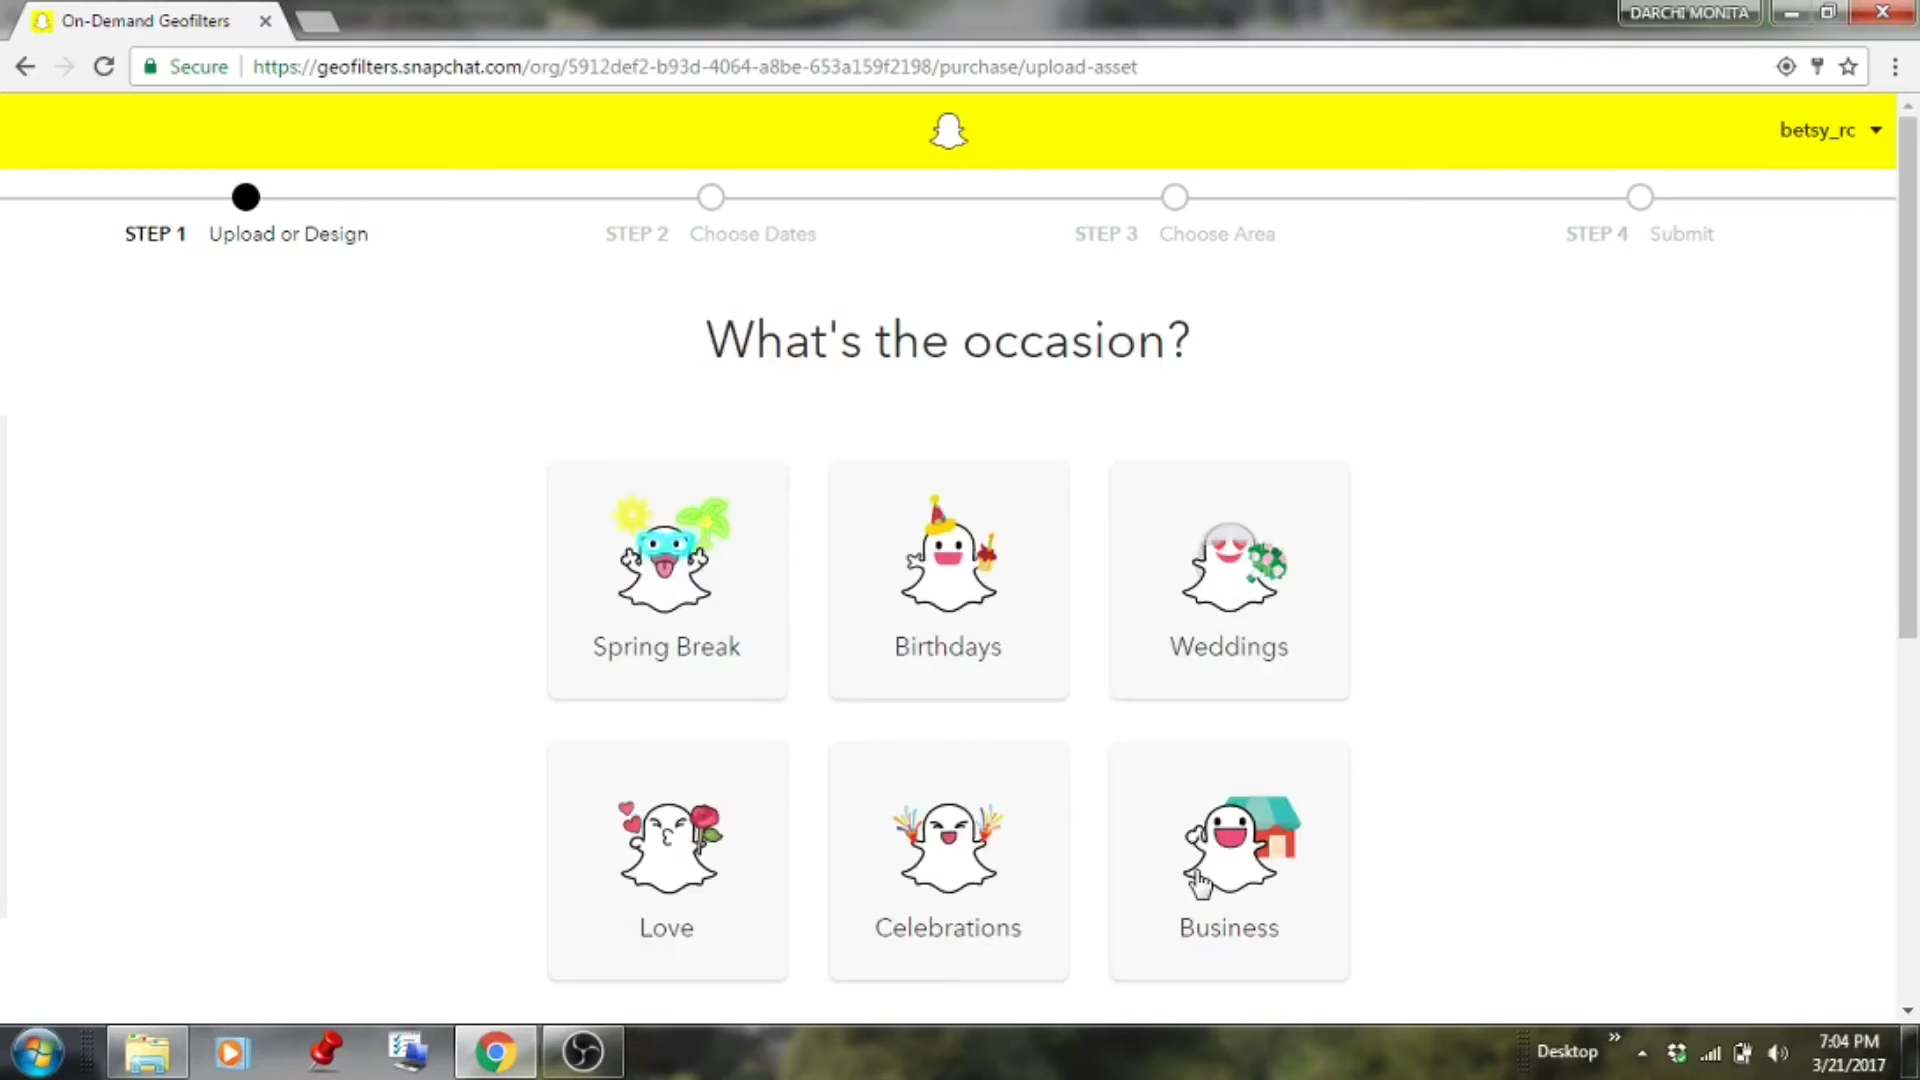 On-Demand Geofilters
DARCHI MONITA
Secure https://geofilters.snapchat.com/org/5912def2-b93d-4064-a8be-653a159f2198/purchase/upload-asset
betsy_rc
STEP 1 Upload or Design
STEP 2 Choose Dates
STEP 3 Choose Area
STEP 4 Submit
What's the occasion?
Spring Break
Birthdays
Weddings
Love
Celebrations
Business
Desktop
7:04 PM
3/21/2017